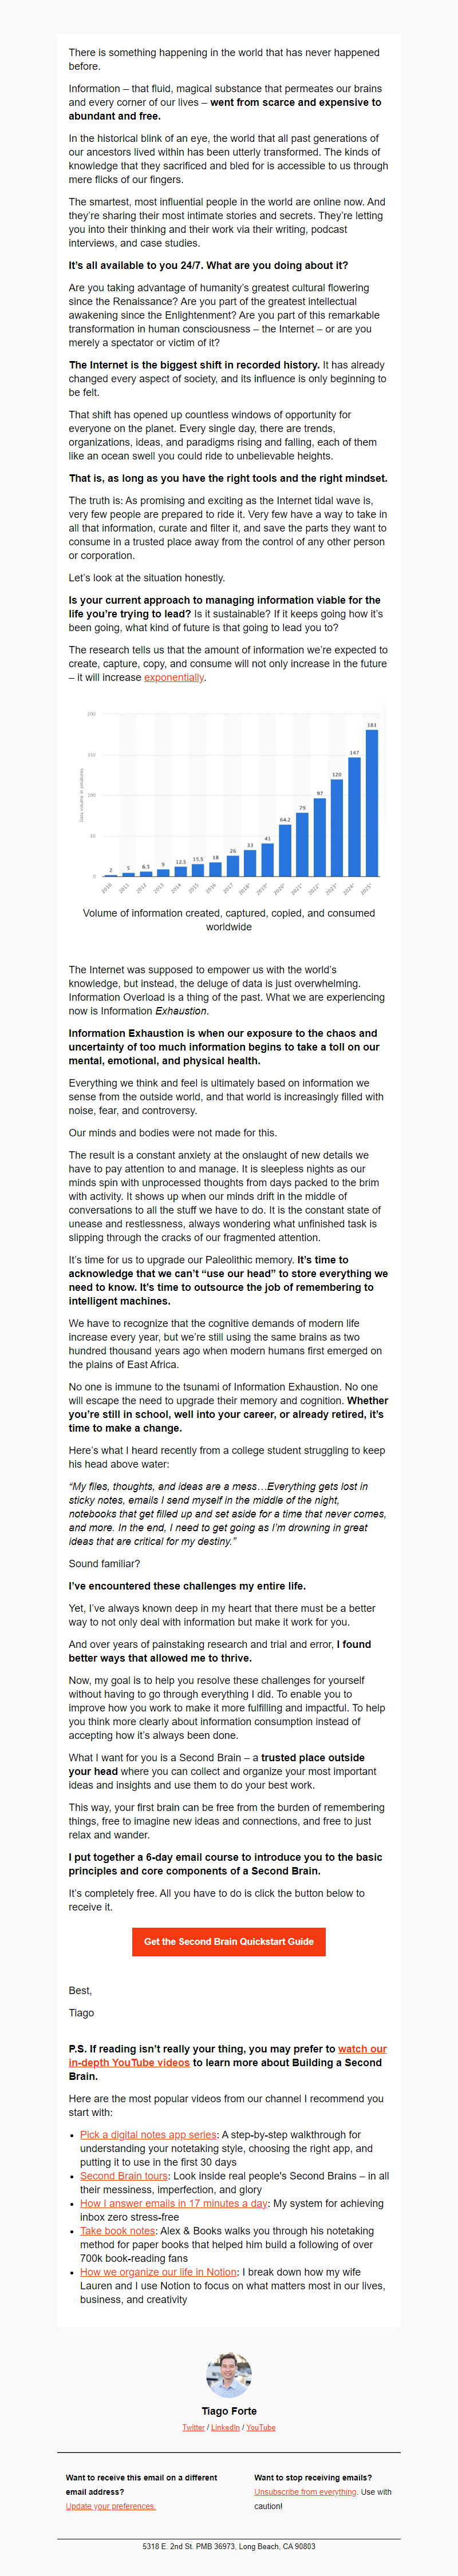 There is something happening in the world that has never happened
before.
Information – that fluid, magical substance that permeates our brains
and every corner of our lives – went from scarce and expensive to
abundant and free.
In the historical blink of an eye, the world that all past generations of
our ancestors lived within has been utterly transformed. The kinds of
knowledge that they sacrificed and bled for is accessible to us through
mere flicks of our fingers.
The smartest, most influential people in the world are online now. And
they’re sharing their most intimate stories and secrets. They’re letting
you into their thinking and their work via their writing, podcast
interviews, and case studies.
It’s all available to you 24/7. What are you doing about it?
Are you taking advantage of humanity’s greatest cultural flowering
since the Renaissance? Are you part of the greatest intellectual
awakening since the Enlightenment? Are you part of this remarkable
transformation in human consciousness – the Internet – or are you
merely a spectator or victim of it?
The Internet is the biggest shift in recorded history. It has already
changed every aspect of society, and its influence is only beginning to
be felt.
That shift has opened up countless windows of opportunity for
everyone on the planet. Every single day, there are trends,
organizations, ideas, and paradigms rising and falling, each of them
like an ocean swell you could ride to unbelievable heights.
That is, as long as you have the right tools and the right mindset.
The truth is: As promising and exciting as the Internet tidal wave is,
very few people are prepared to ride it. Very few have a way to take in
all that information, curate and filter it, and save the parts they want to
consume in a trusted place away from the control of any other person
or corporation.
Let’s look at the situation honestly.
Is your current approach to managing information viable for the
life you’re trying to lead? Is it sustainable? If it keeps going how it’s
been going, what kind of future is that going to lead you to?
The research tells us that the amount of information we’re expected to
create, capture, copy, and consume will not only increase in the future
– it will increase exponentially.
200
150
100
50
0
Data volume in zetabytes
2
5
6.5
9
12.5
15.5
18
26
33
41
64.2
79
97
120
147
181
2010
2011
2012
2013
2014
2015
2016
2017
2018*
2019*
2020*
2021*
2022*
2023*
2024*
2025*
Volume of information created, captured, copied, and consumed
worldwide
The Internet was supposed to empower us with the world’s
knowledge, but instead, the deluge of data is just overwhelming.
Information Overload is a thing of the past. What we are experiencing
now is Information Exhaustion.
Information Exhaustion is when our exposure to the chaos and
uncertainty of too much information begins to take a toll on our
mental, emotional, and physical health.
Everything we think and feel is ultimately based on information we
sense from the outside world, and that world is increasingly filled with
noise, fear, and controversy.
Our minds and bodies were not made for this.
The result is a constant anxiety at the onslaught of new details we
have to pay attention to and manage. It is sleepless nights as our
minds spin with unprocessed thoughts from days packed to the brim
with activity. It shows up when our minds drift in the middle of
conversations to all the stuff we have to do. It is the constant state of
unease and restlessness, always wondering what unfinished task is
slipping through the cracks of our fragmented attention.
It’s time for us to upgrade our Paleolithic memory. It’s time to
acknowledge that we can’t “use our head” to store everything we
need to know. It’s time to outsource the job of remembering to
intelligent machines.
We have to recognize that the cognitive demands of modern life
increase every year, but we’re still using the same brains as two
hundred thousand years ago when modern humans first emerged on
the plains of East Africa.
No one is immune to the tsunami of Information Exhaustion. No one
will escape the need to upgrade their memory and cognition. Whether
you’re still in school, well into your career, or already retired, it’s
time to make a change.
Here’s what I heard recently from a college student struggling to keep
his head above water:
“My files, thoughts, and ideas are a mess…Everything gets lost in
sticky notes, emails I send myself in the middle of the night,
notebooks that get filled up and set aside for a time that never comes,
and more. In the end, I need to get going as I’m drowning in great
ideas that are critical for my destiny.”
Sound familiar?
I’ve encountered these challenges my entire life.
Yet, I’ve always known deep in my heart that there must be a better
way to not only deal with information but make it work for you.
And over years of painstaking research and trial and error, I found
better ways that allowed me to thrive.
Now, my goal is to help you resolve these challenges for yourself
without having to go through everything I did. To enable you to
improve how you work to make it more fulfilling and impactful. To help
you think more clearly about information consumption instead of
accepting how it’s always been done.
What I want for you is a Second Brain – a trusted place outside
your head where you can collect and organize your most important
ideas and insights and use them to do your best work.
This way, your first brain can be free from the burden of remembering
things, free to imagine new ideas and connections, and free to just
relax and wander.
I put together a 6-day email course to introduce you to the basic
principles and core components of a Second Brain.
It’s completely free. All you have to do is click the button below to
receive it.
Get the Second Brain Quickstart Guide
Best,
Tiago
P.S. If reading isn’t really your thing, you may prefer to watch our
in-depth YouTube videos to learn more about Building a Second
Brain.
Here are the most popular videos from our channel I recommend you
start with:
• Pick a digital notes app series: A step-by-step walkthrough for
understanding your notetaking style, choosing the right app, and
putting it to use in the first 30 days
• Second Brain tours: Look inside real people's Second Brains – in all
their messiness, imperfection, and glory
• How I answer emails in 17 minutes a day: My system for achieving
inbox zero stress-free
• Take book notes: Alex & Books walks you through his notetaking
method for paper books that helped him build a following of over
700k book-reading fans
• How we organize our life in Notion: I break down how my wife
Lauren and I use Notion to focus on what matters most in our lives,
business, and creativity
Tiago Forte
Twitter / LinkedIn / YouTube
Want to receive this email on a different
email address?
Update your preferences.
Want to stop receiving emails?
Unsubscribe from everything. Use with
caution!
5318 E. 2nd St. PMB 36973, Long Beach, CA 90803